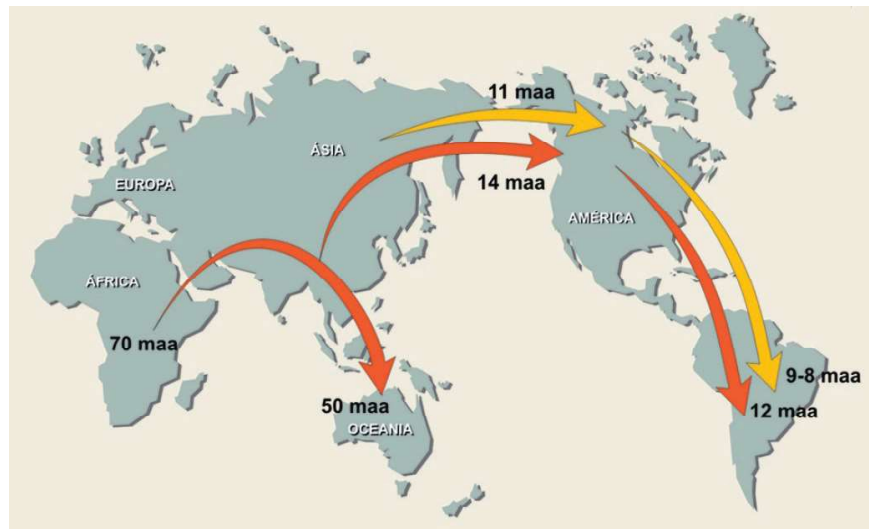 11 maa
ÁSIA
14 maa
EUROPA
AMÉRICA
ÁFRICA
70 maa
9-8 maa
50 maa
12 maa
OCEANIA